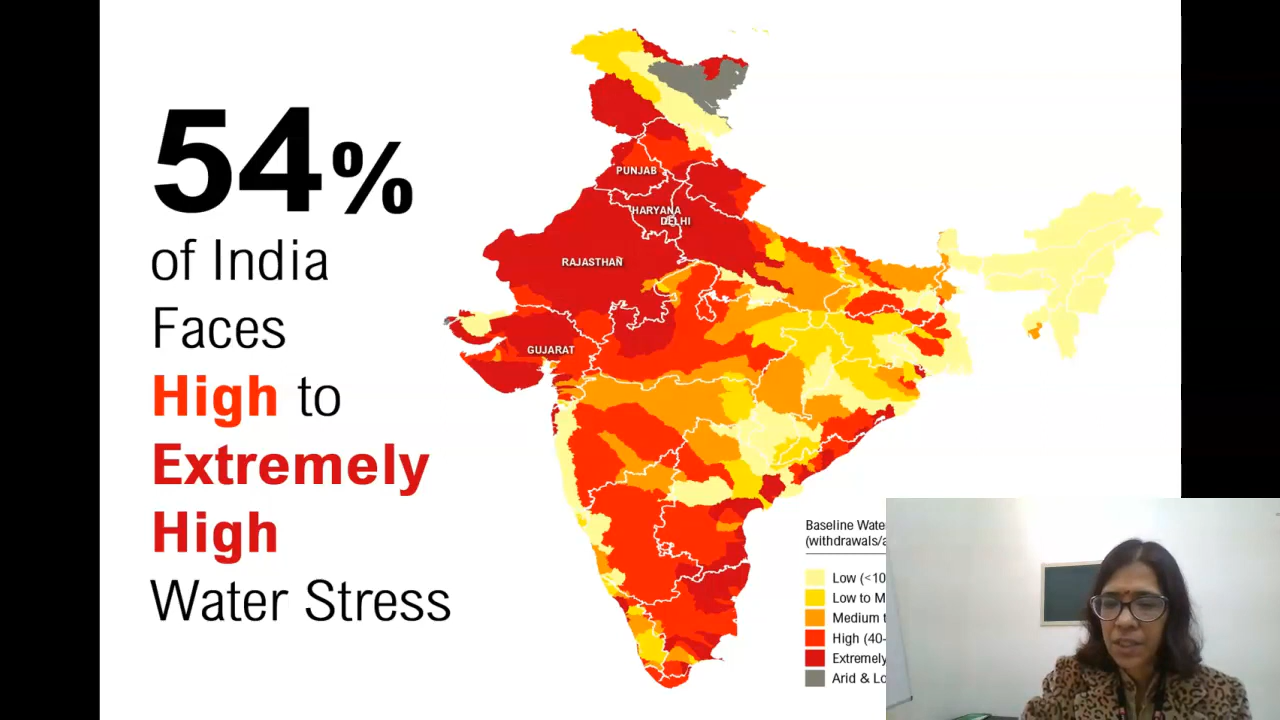 54%
of India
Faces
High to
Extremely
High
Water Stress
PUNJAB
HARYANA
DELHI
RAJASTHAN
GUJARAT
Baseline Wate
(withdrawals/a
Low (<10
Low to M
Medium t
High (40-
Extremely
Arid & Lo